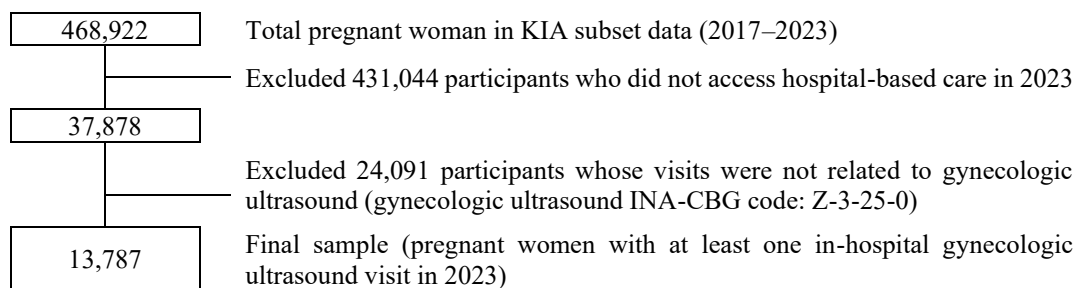 468,922 Total pregnant woman in KIA subset data (2017–2023)
Excluded 431,044 participants who did not access hospital-based care in 2023
37,878
Excluded 24,091 participants whose visits were not related to gynecologic
ultrasound (gynecologic ultrasound INA-CBG code: Z-3-25-0)
13,787
Final sample (pregnant women with at least one in-hospital gynecologic
ultrasound visit in 2023)